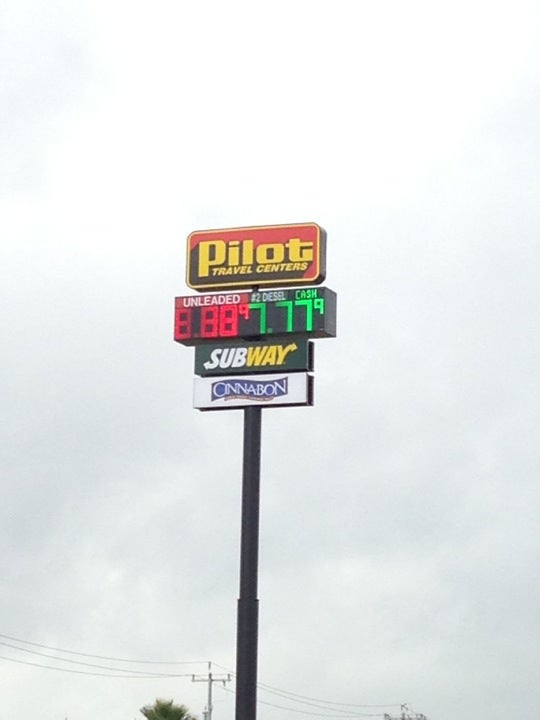 Pilot
TRAVEL CENTERS
UNLEADED #2 DIESEL CASH
8.88⁹ 7.77⁹
SUBWAY
CINNABON